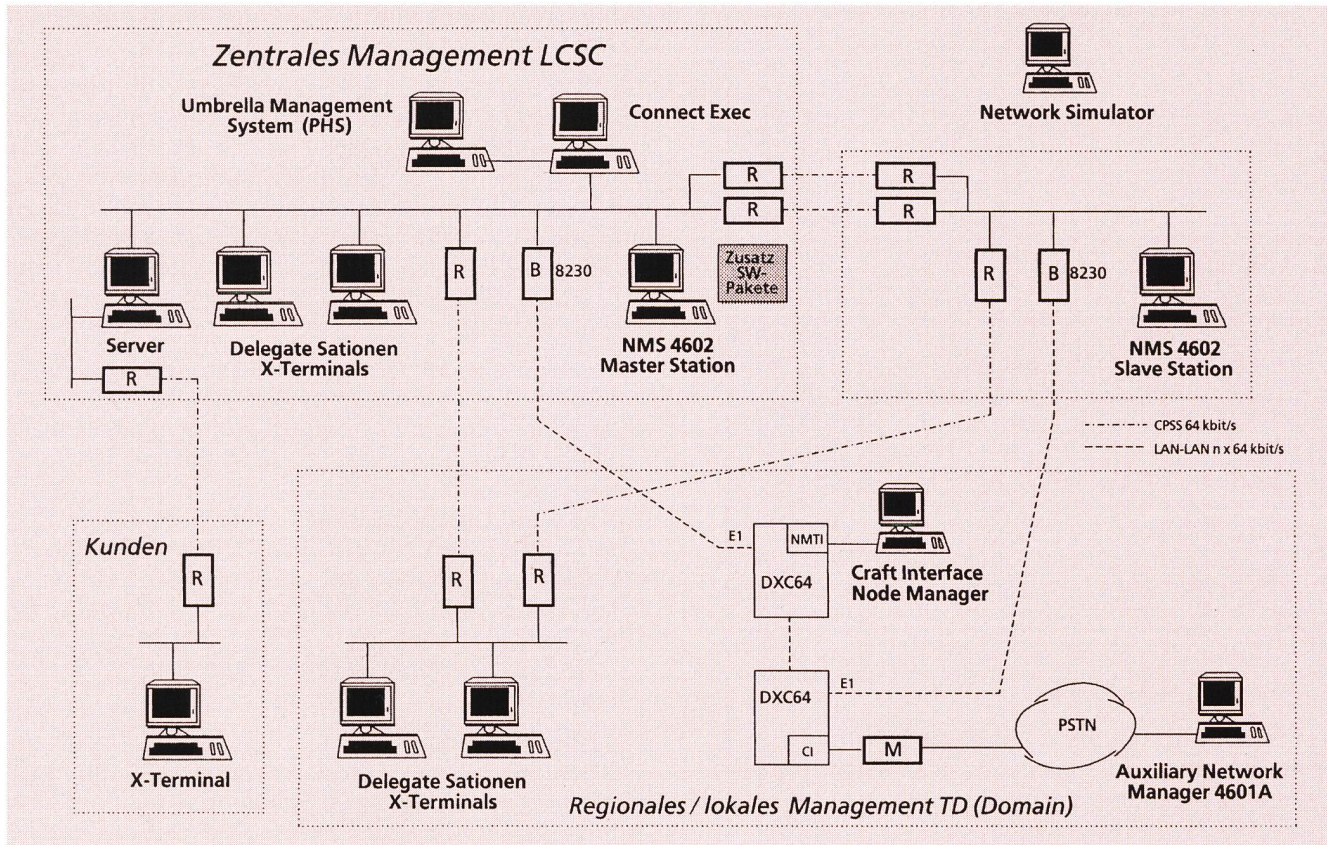 Zentrales Management LCSC
Umbrella Management
System (PHS)
Connect Exec
Network Simulator
R
R
R
R
R
B
8230
Zusatz
SW-
Pakete
R
B
8230
Server
Delegate Sationen
X-Terminals
NMS 4602
Master Station
NMS 4602
Slave Station
R
CPSS 64 kbit/s
LAN-LAN n x 64 kbit/s
Kunden
R
R
R
E1
NMTI
DXC64
Craft Interface
Node Manager
DXC64
E1
CI
M
PSTN
X-Terminal
Delegate Sationen
X-Terminals
Auxiliary Network
Manager 4601A
Regionales / lokales Management TD (Domain)